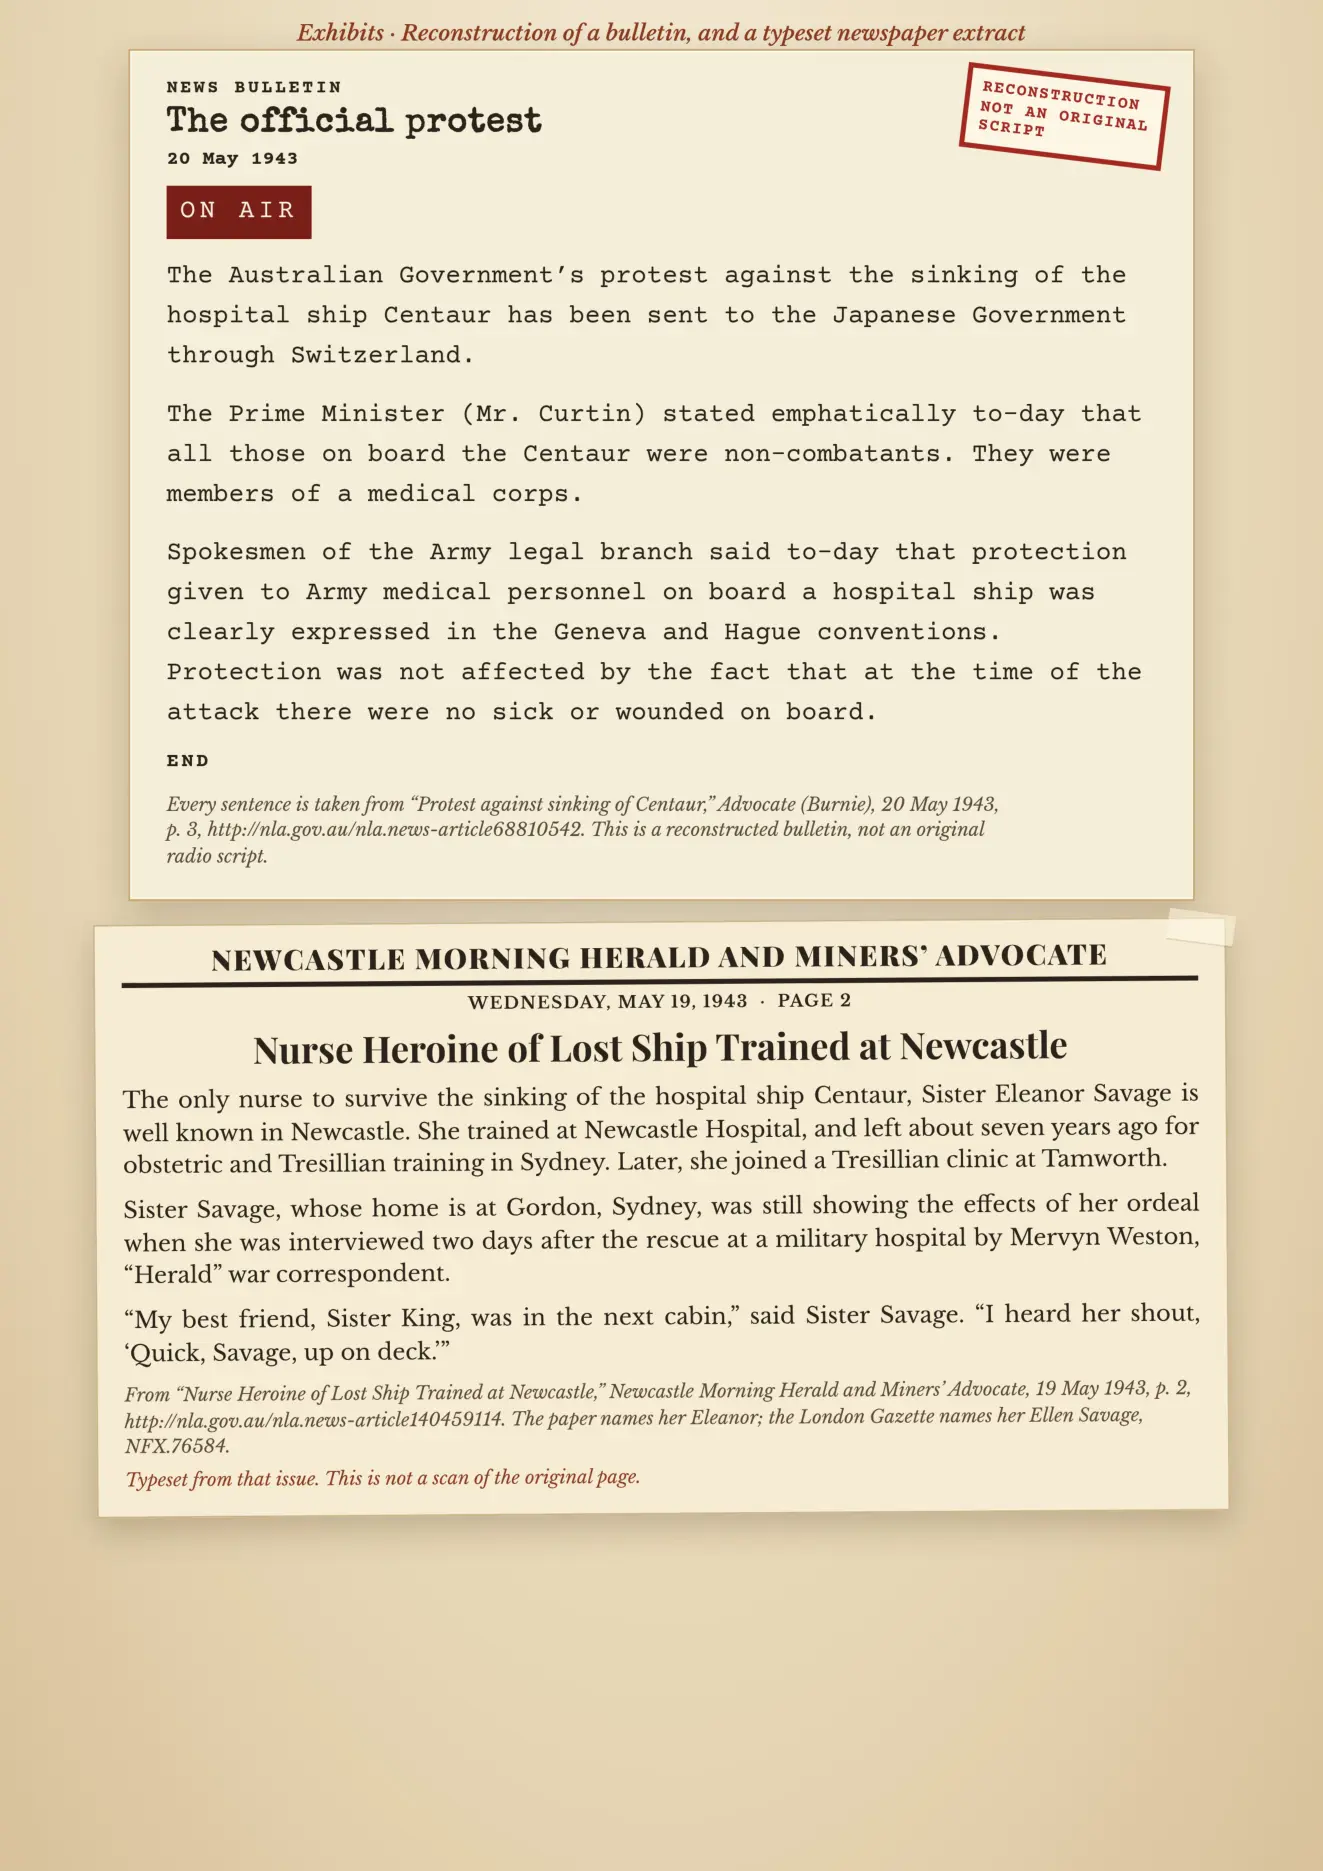 Exhibits · Reconstruction of a bulletin, and a typeset newspaper extract
NEWS BULLETIN
The official protest
20 May 1943
RECONSTRUCTION
NOT AN ORIGINAL
SCRIPT
ON AIR
The Australian Government’s protest against the sinking of the
hospital ship Centaur has been sent to the Japanese Government
through Switzerland.
The Prime Minister (Mr. Curtin) stated emphatically to-day that
all those on board the Centaur were non-combatants. They were
members of a medical corps.
Spokesmen of the Army legal branch said to-day that protection
given to Army medical personnel on board a hospital ship was
clearly expressed in the Geneva and Hague conventions.
Protection was not affected by the fact that at the time of the
attack there were no sick or wounded on board.
END
Every sentence is taken from “Protest against sinking of Centaur,” Advocate (Burnie), 20 May 1943,
p. 3, http://nla.gov.au/nla.news-article68810542. This is a reconstructed bulletin, not an original
radio script.
NEWCASTLE MORNING HERALD AND MINERS’ ADVOCATE
WEDNESDAY, MAY 19, 1943 · PAGE 2
Nurse Heroine of Lost Ship Trained at Newcastle
The only nurse to survive the sinking of the hospital ship Centaur, Sister Eleanor Savage is
well known in Newcastle. She trained at Newcastle Hospital, and left about seven years ago for
obstetric and Tresillian training in Sydney. Later, she joined a Tresillian clinic at Tamworth.
Sister Savage, whose home is at Gordon, Sydney, was still showing the effects of her ordeal
when she was interviewed two days after the rescue at a military hospital by Mervyn Weston,
“Herald” war correspondent.
“My best friend, Sister King, was in the next cabin,” said Sister Savage. “I heard her shout,
‘Quick, Savage, up on deck.’”
From “Nurse Heroine of Lost Ship Trained at Newcastle,” Newcastle Morning Herald and Miners’ Advocate, 19 May 1943, p. 2,
http://nla.gov.au/nla.news-article140459114. The paper names her Eleanor; the London Gazette names her Ellen Savage,
NFX.76584.
Typeset from that issue. This is not a scan of the original page.